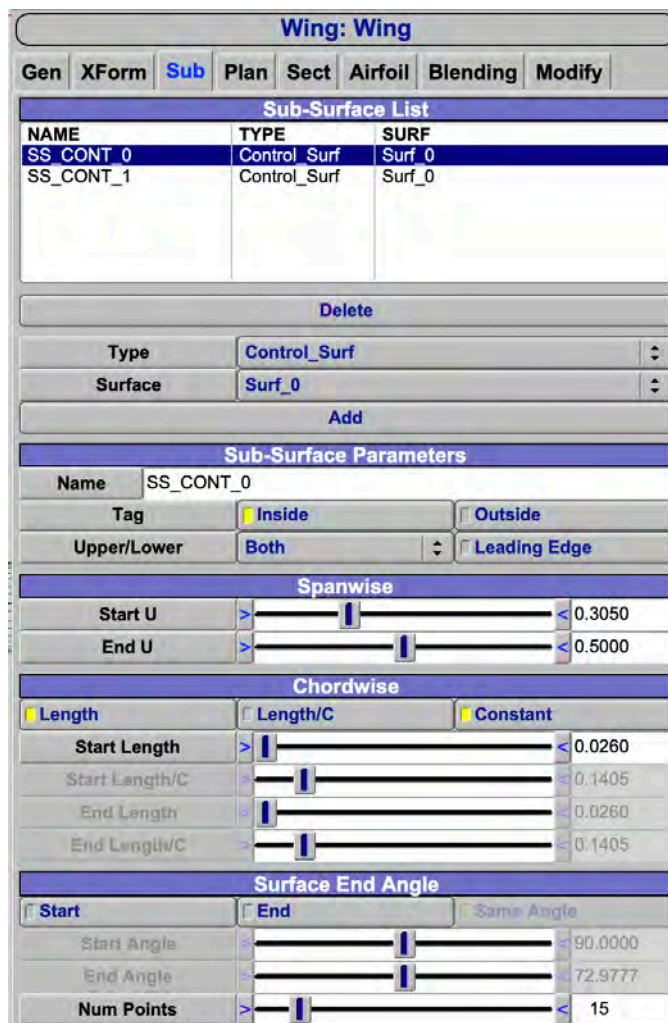 Wing: Wing
Gen XForm Sub Plan Sect Airfoil Blending Modify
Sub-Surface List
NAME TYPE SURF
SS_CONT_0 Control_Surf Surf_0
SS_CONT_1 Control_Surf Surf_0
Delete
Type Control_Surf
Surface Surf_0
Add
Sub-Surface Parameters
Name SS_CONT_0
Tag Inside Outside
Upper/Lower Both Leading Edge
Spanwise
Start U > < 0.3050
End U > < 0.5000
Chordwise
Length Length/C Constant
Start Length > < 0.0260
Start Length/C > < 0.1405
End Length > < 0.0260
End Length/C > < 0.1405
Surface End Angle
Start End Same Angle
Start Angle > < 90.0000
End Angle > < 72.9777
Num Points > < 15